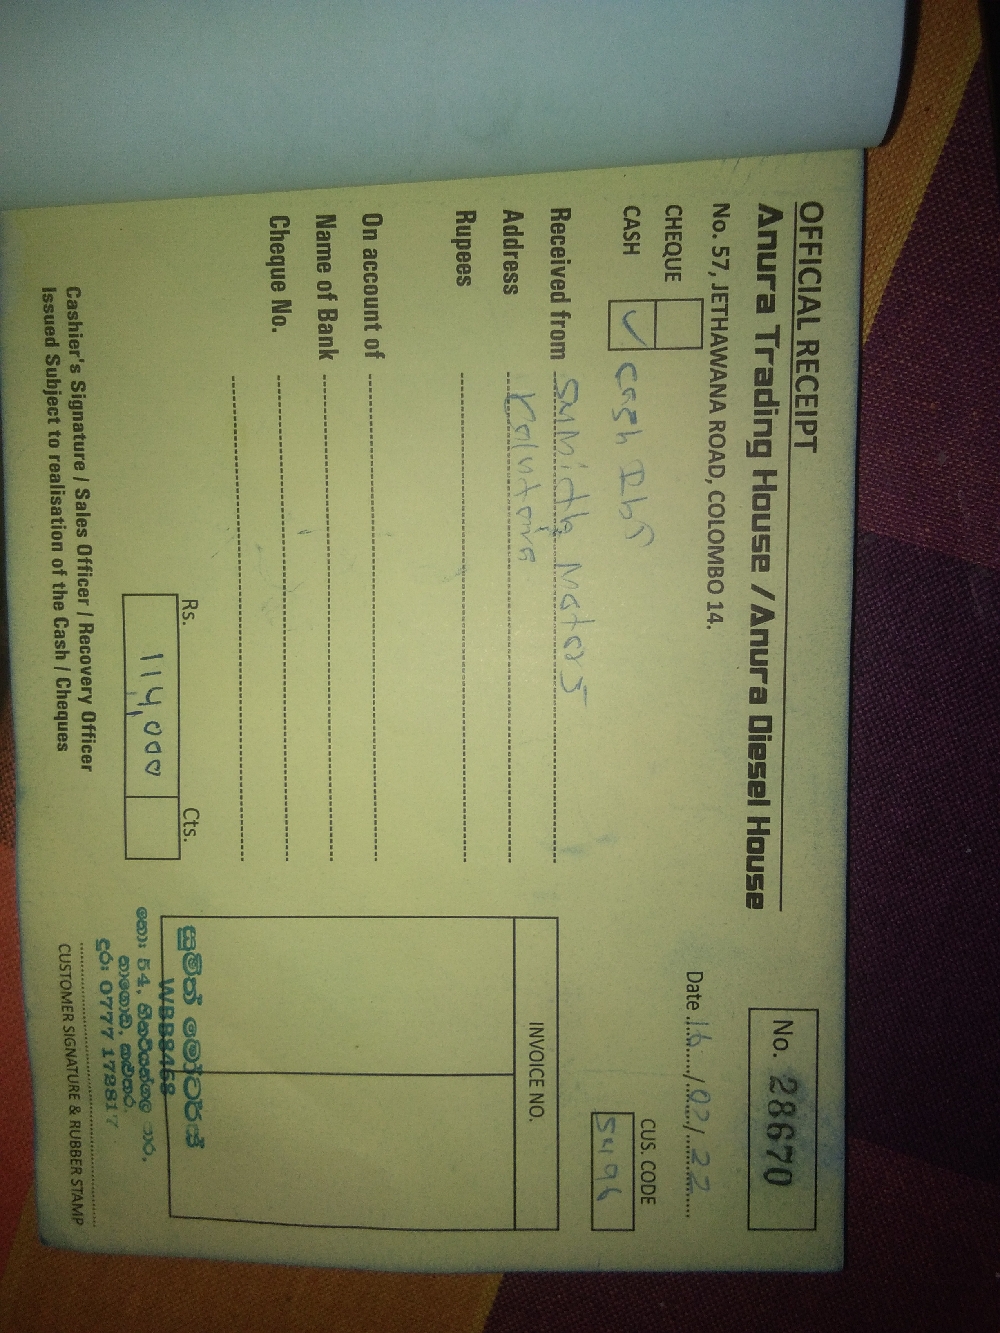 OFFICIAL RECEIPT
Anura Trading House / Anura Diesel House
No. 57, JETHAWANA ROAD, COLOMBO 14.
No. 28670
Date 16/02/22
CHEQUE
CASH ✓ Cash
CUS. CODE
5496
Received from Sumith Motors
Address
Rupees
On account of
Name of Bank
Cheque No.
INVOICE NO.
Rs. Cts.
114,000
Cashier's Signature / Sales Officer / Recovery Officer
Issued Subject to realisation of the Cash / Cheques
සුමිත් මෝටර්ස්
WBB8468
නො: 54,
දුර: 0777 172817
CUSTOMER SIGNATURE & RUBBER STAMP